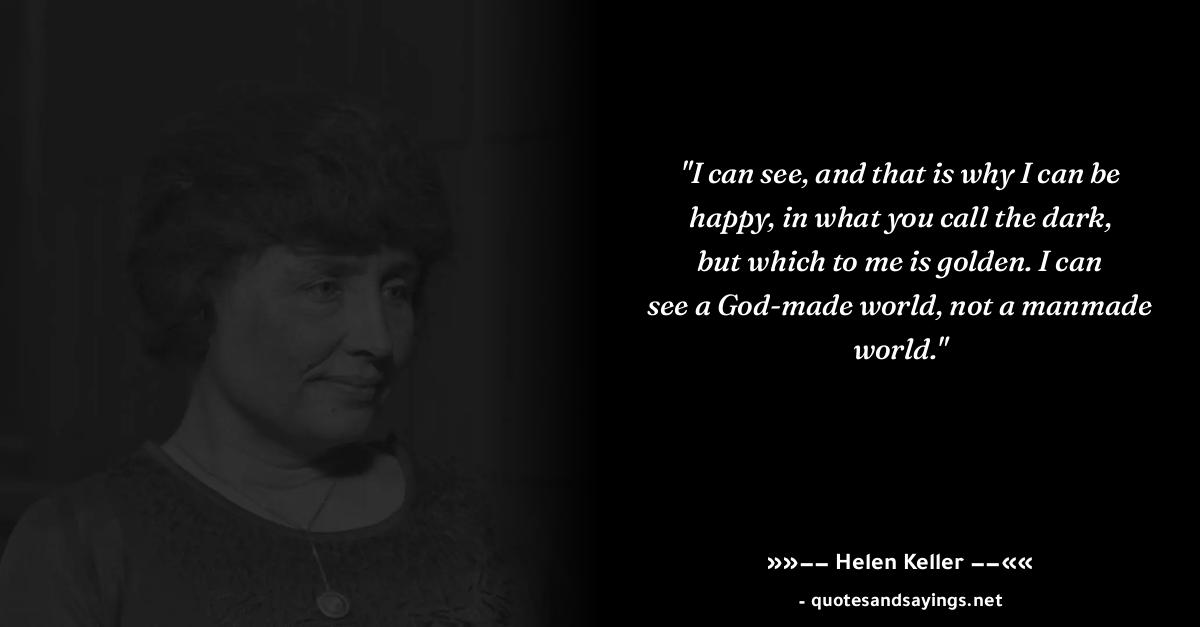 "I can see, and that is why I can be
happy, in what you call the dark,
but which to me is golden. I can
see a God-made world, not a manmade
world."
»»−− Helen Keller −−««
- quotesandsayings.net